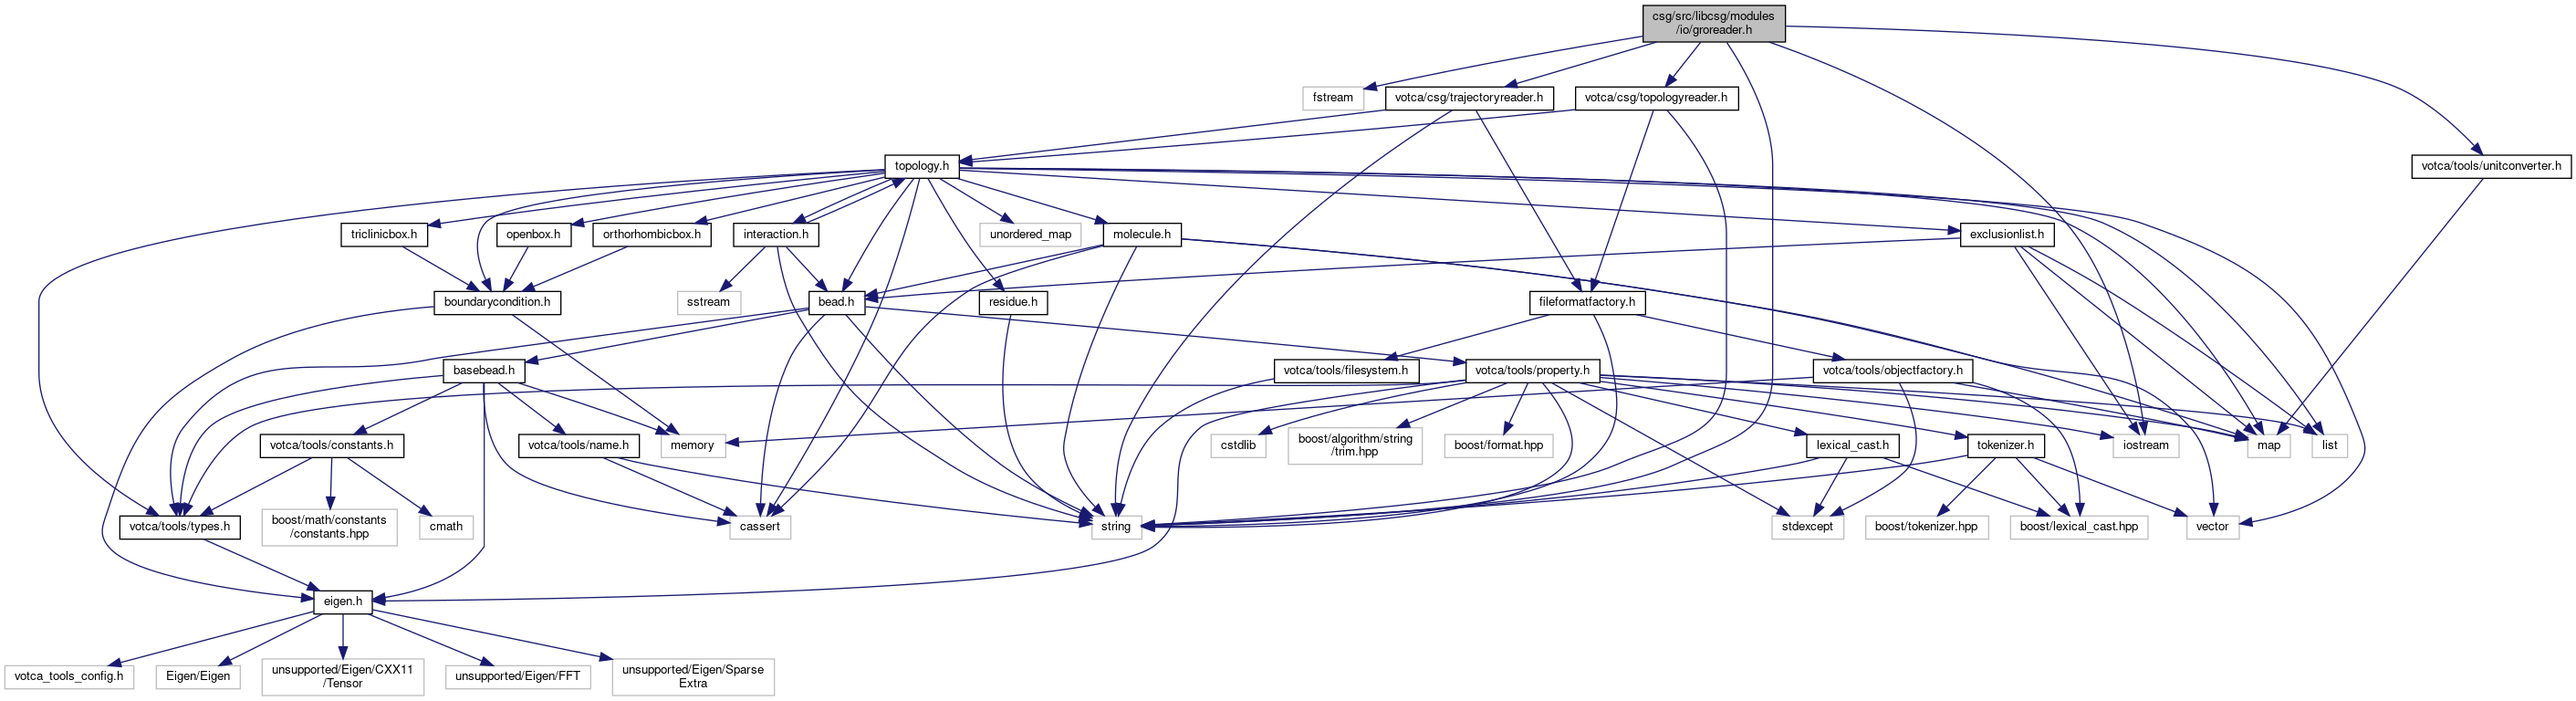 csg/src/libcsg/modules
/io/groreader.h
fstream
votca/csg/trajectoryreader.h
votca/csg/topologyreader.h
topology.h
votca/tools/unitconverter.h
triclinicbox.h
openbox.h
orthorhombicbox.h
interaction.h
unordered_map
molecule.h
exclusionlist.h
boundarycondition.h
sstream
bead.h
residue.h
fileformatfactory.h
basebead.h
votca/tools/filesystem.h
votca/tools/property.h
votca/tools/objectfactory.h
votca/tools/constants.h
votca/tools/name.h
memory
cstdlib
boost/algorithm/string
/trim.hpp
boost/format.hpp
lexical_cast.h
tokenizer.h
iostream
map
list
votca/tools/types.h
boost/math/constants
/constants.hpp
cmath
cassert
string
stdexcept
boost/tokenizer.hpp
boost/lexical_cast.hpp
vector
eigen.h
votca_tools_config.h
Eigen/Eigen
unsupported/Eigen/CXX11
/Tensor
unsupported/Eigen/FFT
unsupported/Eigen/Sparse
Extra